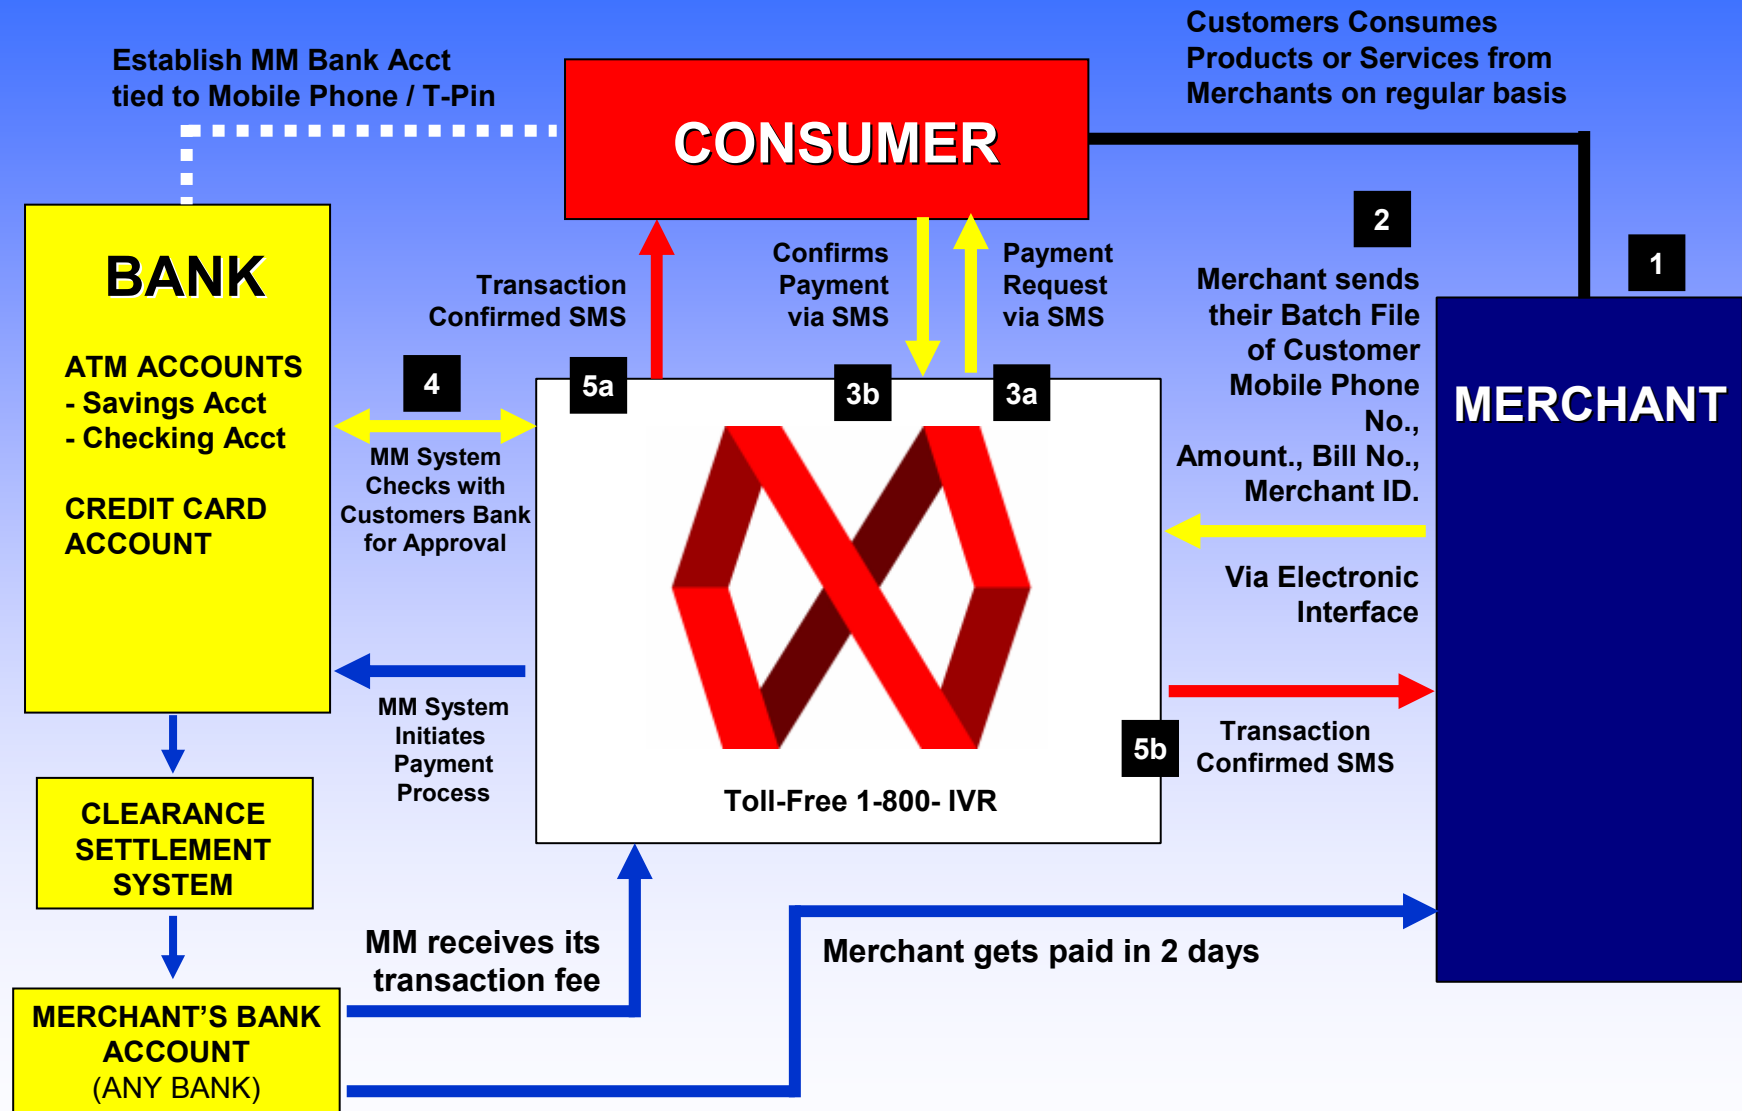 Establish MM Bank Acct
tied to Mobile Phone / T-Pin
Customers Consumes
Products or Services from
Merchants on regular basis
CONSUMER
BANK
ATM ACCOUNTS
- Savings Acct
- Checking Acct
CREDIT CARD
ACCOUNT
Transaction
Confirmed SMS
Confirms
Payment
via SMS
Payment
Request
via SMS
2
Merchant sends
their Batch File
of Customer
Mobile Phone
No.,
Amount., Bill No.,
Merchant ID.
Via Electronic
Interface
1
MERCHANT
4
MM System
Checks with
Customers Bank
for Approval
5a
3b
3a
MM System
Initiates
Payment
Process
Toll-Free 1-800- IVR
5b
Transaction
Confirmed SMS
CLEARANCE
SETTLEMENT
SYSTEM
MM receives its
transaction fee
Merchant gets paid in 2 days
MERCHANT’S BANK
ACCOUNT
(ANY BANK)